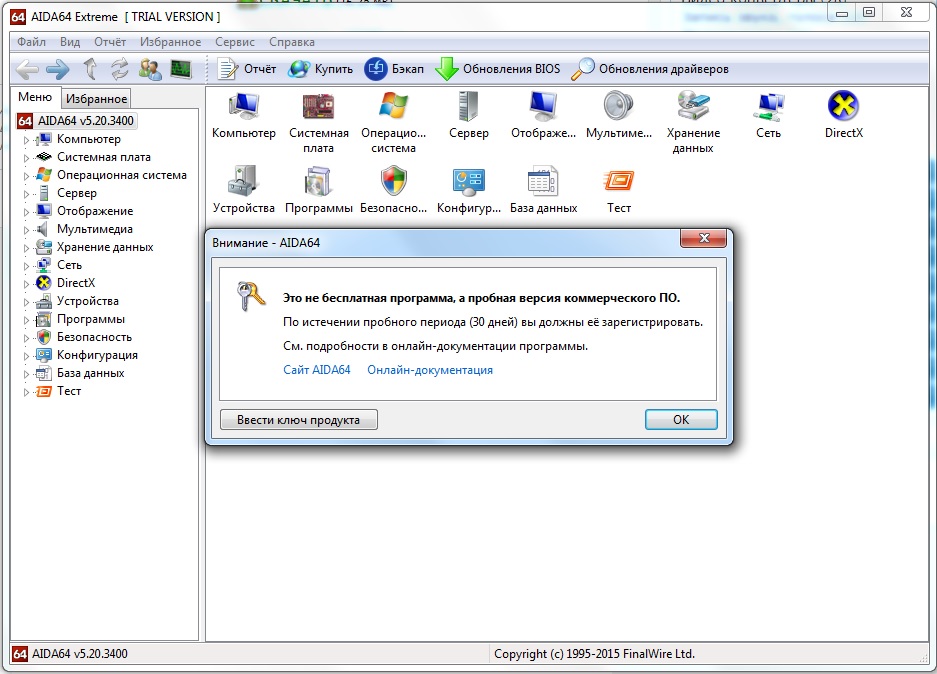 AIDA64 Extreme [ TRIAL VERSION ]
Файл Вид Отчёт Избранное Сервис Справка
Отчёт Купить Бэкап Обновления BIOS Обновления драйверов
Меню Избранное
AIDA64 v5.20.3400
Компьютер
Системная плата
Операционная система
Сервер
Отображение
Мультимедиа
Хранение данных
Сеть
DirectX
Устройства
Программы
Безопасность
Конфигурация
База данных
Тест
Компьютер Системная плата Операцио... система Сервер Отображе... Мультиме... Хранение данных Сеть DirectX
Устройства Программы Безопасно... Конфигур... База данных Тест
Внимание - AIDA64
Это не бесплатная программа, а пробная версия коммерческого ПО.
По истечении пробного периода (30 дней) вы должны её зарегистрировать.
См. подробности в онлайн-документации программы.
Сайт AIDA64 Онлайн-документация
Ввести ключ продукта OK
AIDA64 v5.20.3400 Copyright (c) 1995-2015 FinalWire Ltd.